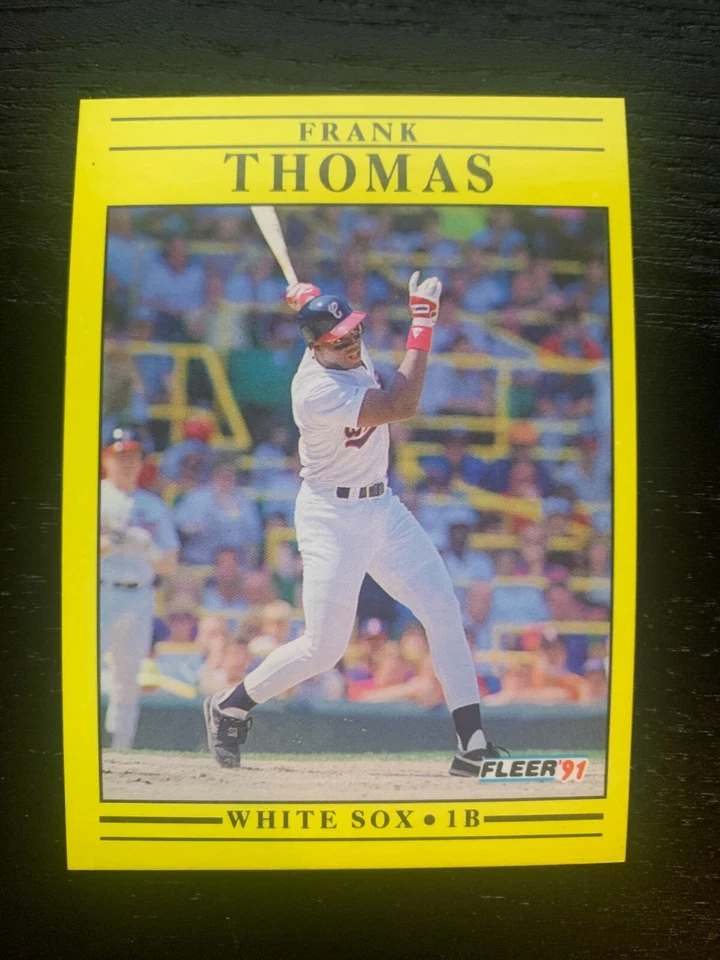 FRANK
THOMAS
FLEER'91
WHITE SOX • 1B